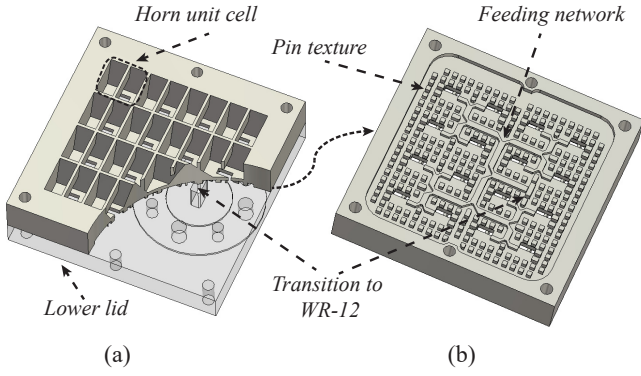 Horn unit cell
Feeding network
Pin texture
Lower lid
Transition to
WR-12
(a)
(b)